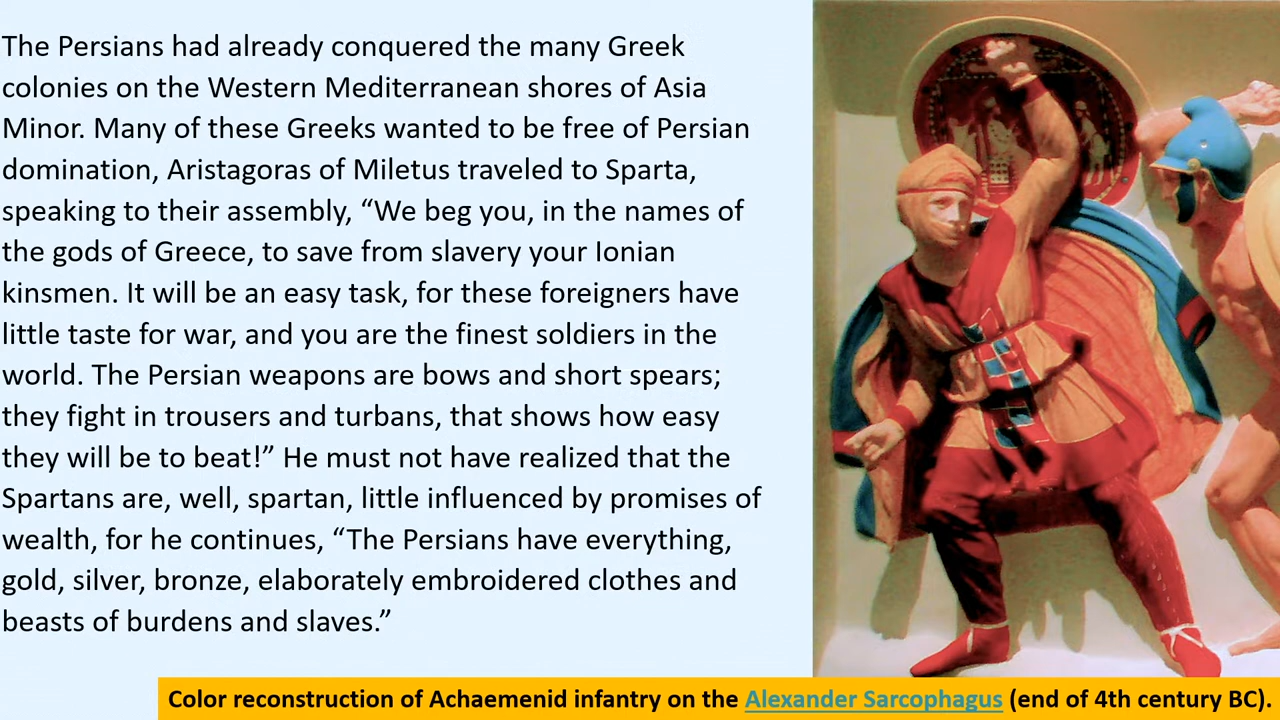 The Persians had already conquered the many Greek
colonies on the Western Mediterranean shores of Asia
Minor. Many of these Greeks wanted to be free of Persian
domination, Aristagoras of Miletus traveled to Sparta,
speaking to their assembly, “We beg you, in the names of
the gods of Greece, to save from slavery your Ionian
kinsmen. It will be an easy task, for these foreigners have
little taste for war, and you are the finest soldiers in the
world. The Persian weapons are bows and short spears;
they fight in trousers and turbans, that shows how easy
they will be to beat!” He must not have realized that the
Spartans are, well, spartan, little influenced by promises of
wealth, for he continues, “The Persians have everything,
gold, silver, bronze, elaborately embroidered clothes and
beasts of burdens and slaves.”
Color reconstruction of Achaemenid infantry on the Alexander Sarcophagus (end of 4th century BC).